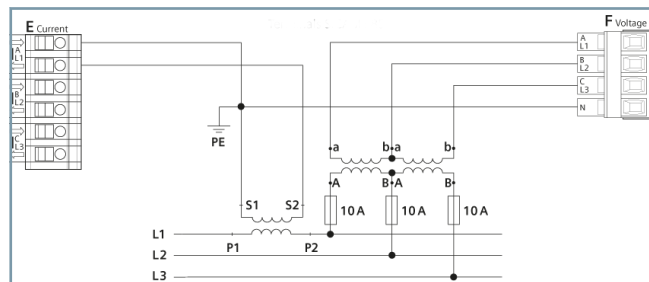 E Current
F Voltage
A
L1
B
L2
C
L3
A
L1
B
L2
C
L3
N
PE
a
b
a
b
A
B
A
B
S1
S2
10 A
10 A
10 A
L1
P1
P2
L2
L3